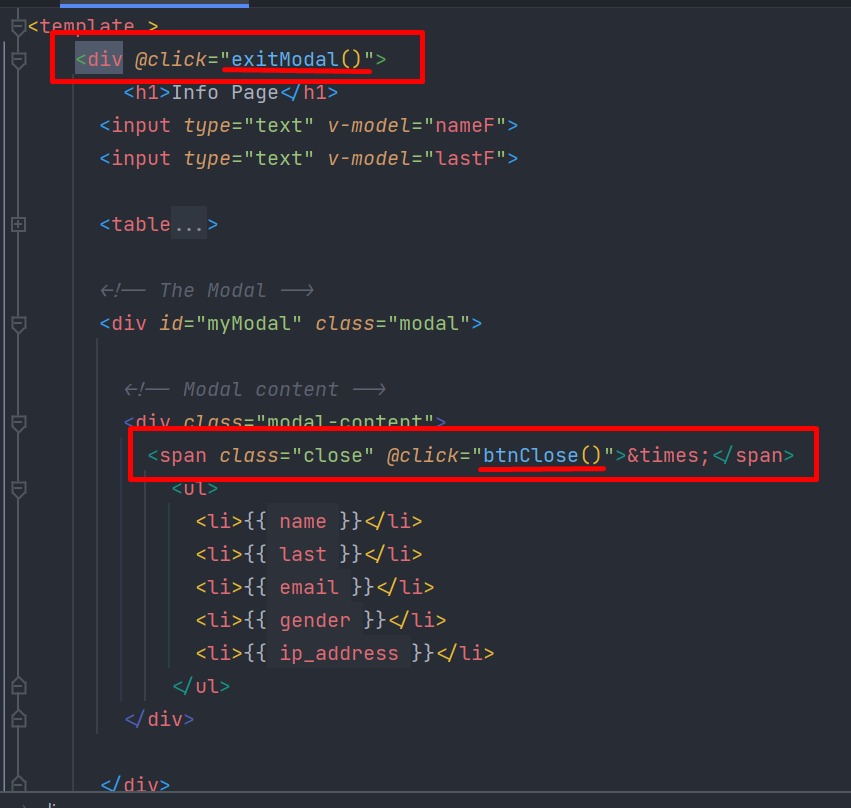 <template >
<div @click="exitModal()">
<h1>Info Page</h1>
<input type="text" v-model="nameF">
<input type="text" v-model="lastF">
<table...>
<!-- The Modal -->
<div id="myModal" class="modal">
<!-- Modal content -->
<div class="modal-content">
<span class="close" @click="btnClose()">&times;</span>
<ul>
<li>{{ name }}</li>
<li>{{ last }}</li>
<li>{{ email }}</li>
<li>{{ gender }}</li>
<li>{{ ip_address }}</li>
</ul>
</div>
</div>